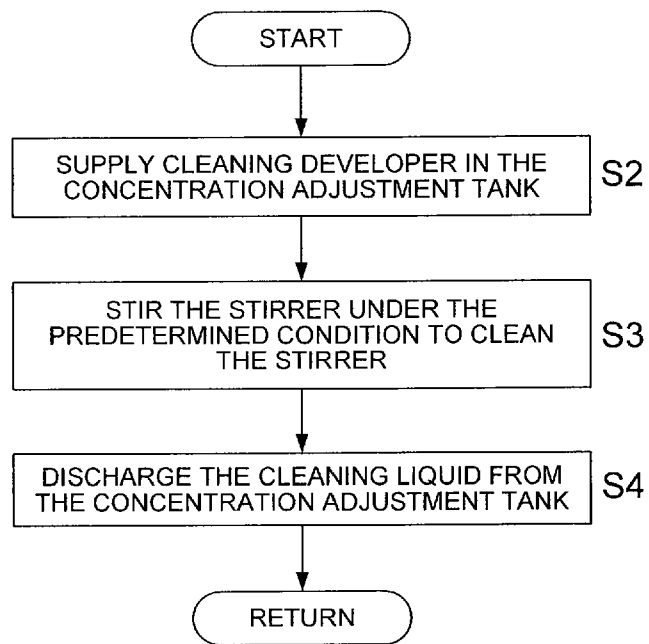 START
SUPPLY CLEANING DEVELOPER IN THE
CONCENTRATION ADJUSTMENT TANK
S2
STIR THE STIRRER UNDER THE
PREDETERMINED CONDITION TO CLEAN
THE STIRRER
S3
DISCHARGE THE CLEANING LIQUID FROM
THE CONCENTRATION ADJUSTMENT TANK
S4
RETURN